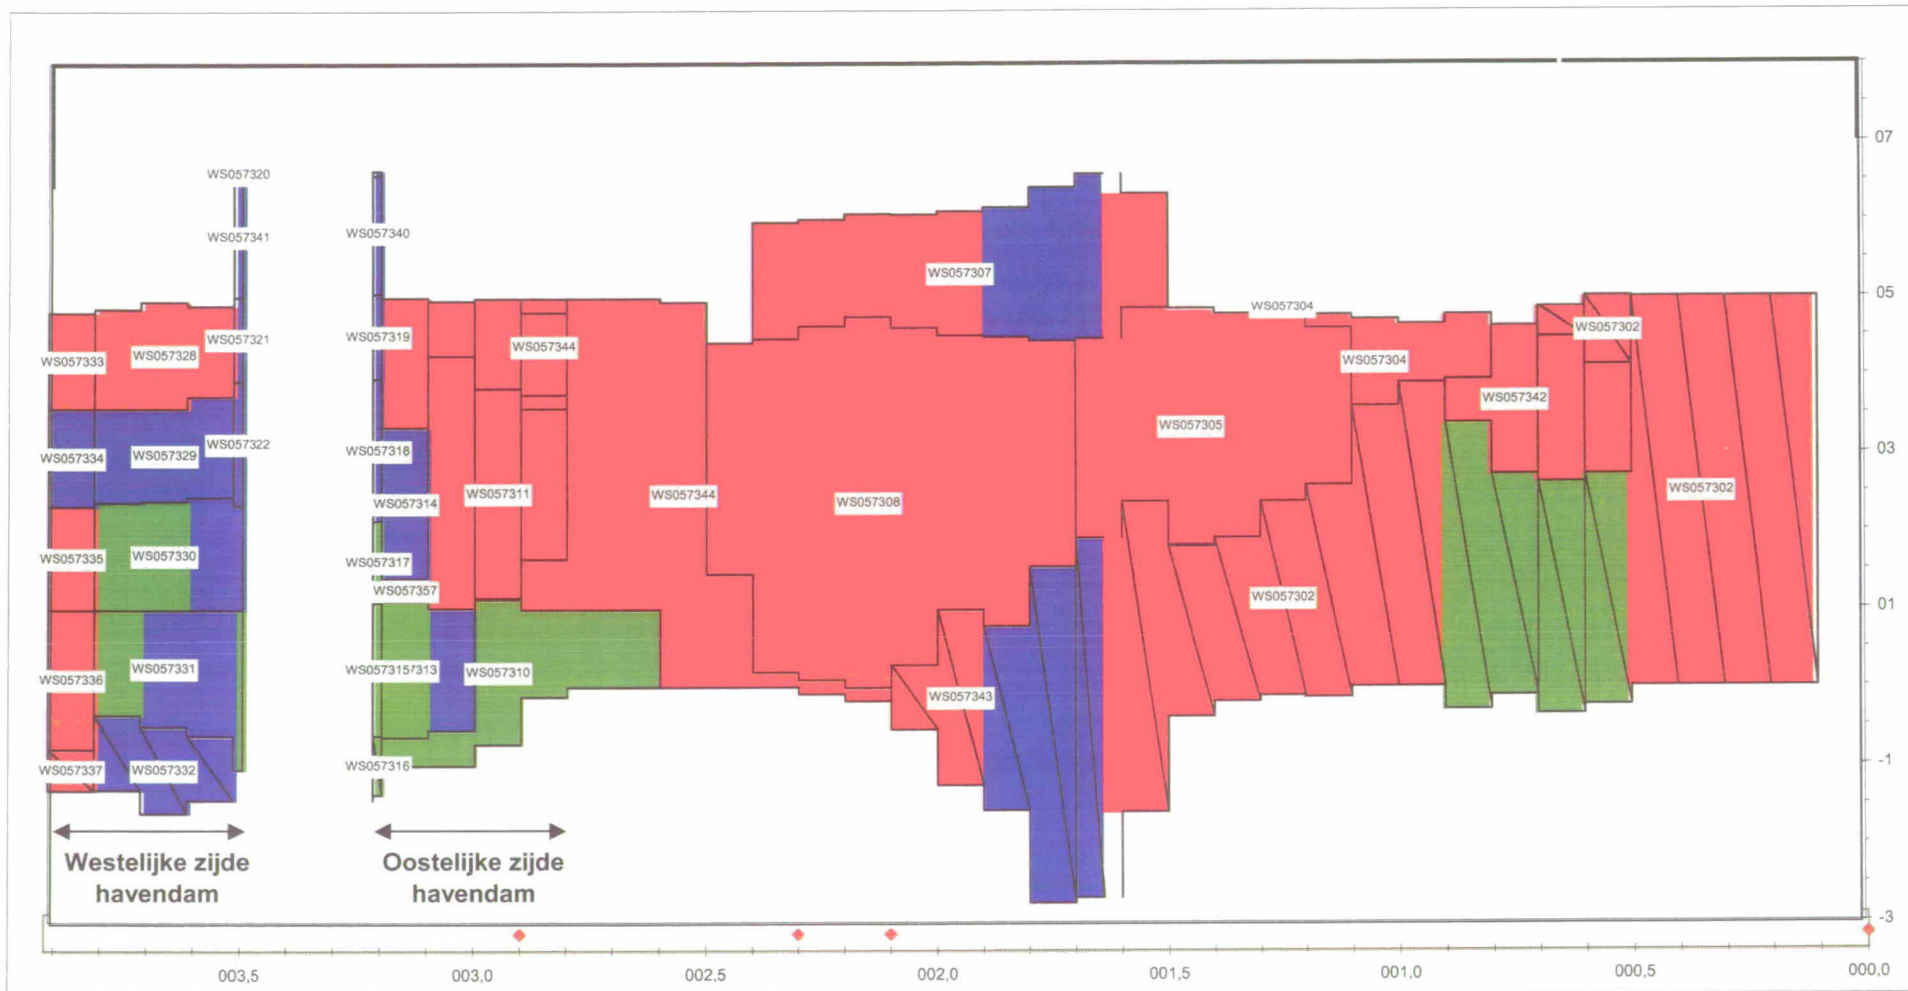 07
WS057320
WS057341
WS057340
WS057307
05
WS057304
WS057321
WS057319
WS057344
WS057302
WS057333
WS057328
WS057304
WS057342
WS057305
WS057322
WS057318
03
WS057334
WS057329
WS057314
WS057311
WS057344
WS057308
WS057302
WS057335
WS057330
WS057317
WS057357
WS057302
01
WS057336
WS057331
WS0573157313
WS057310
WS057343
WS057337
WS057332
WS057316
-1
Westelijke zijde
havendam
Oostelijke zijde
havendam
-3
003,5
003,0
002,5
002,0
001,5
001,0
000,5
000,0